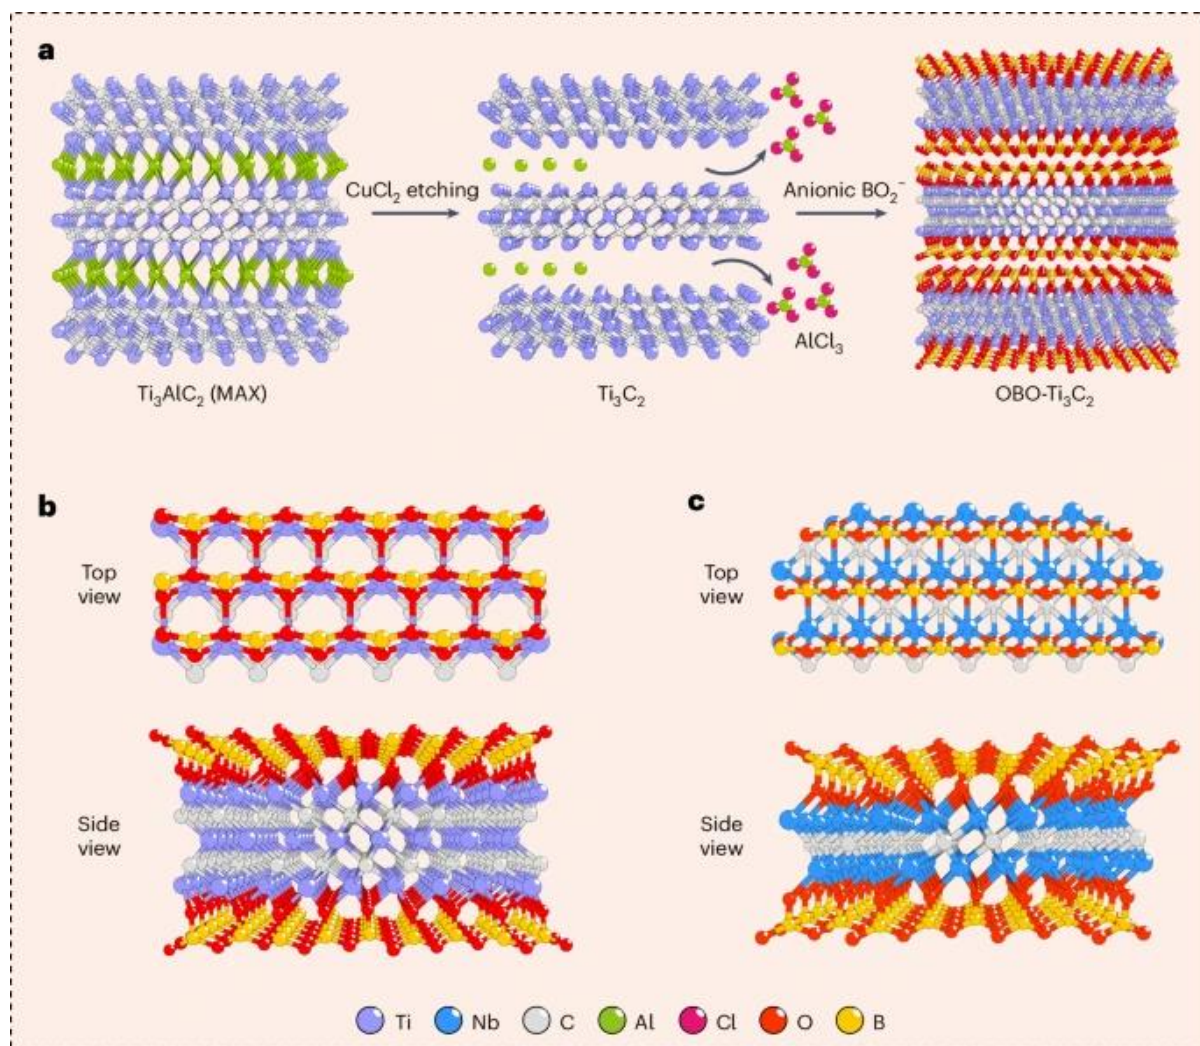 a
CuCl₂ etching
Anionic BO₂⁻
AlCl₃
Ti₃AlC₂ (MAX)
Ti₃C₂
OBO-Ti₃C₂
b
Top
view
Side
view
c
Top
view
Side
view
Ti Nb C Al Cl O B